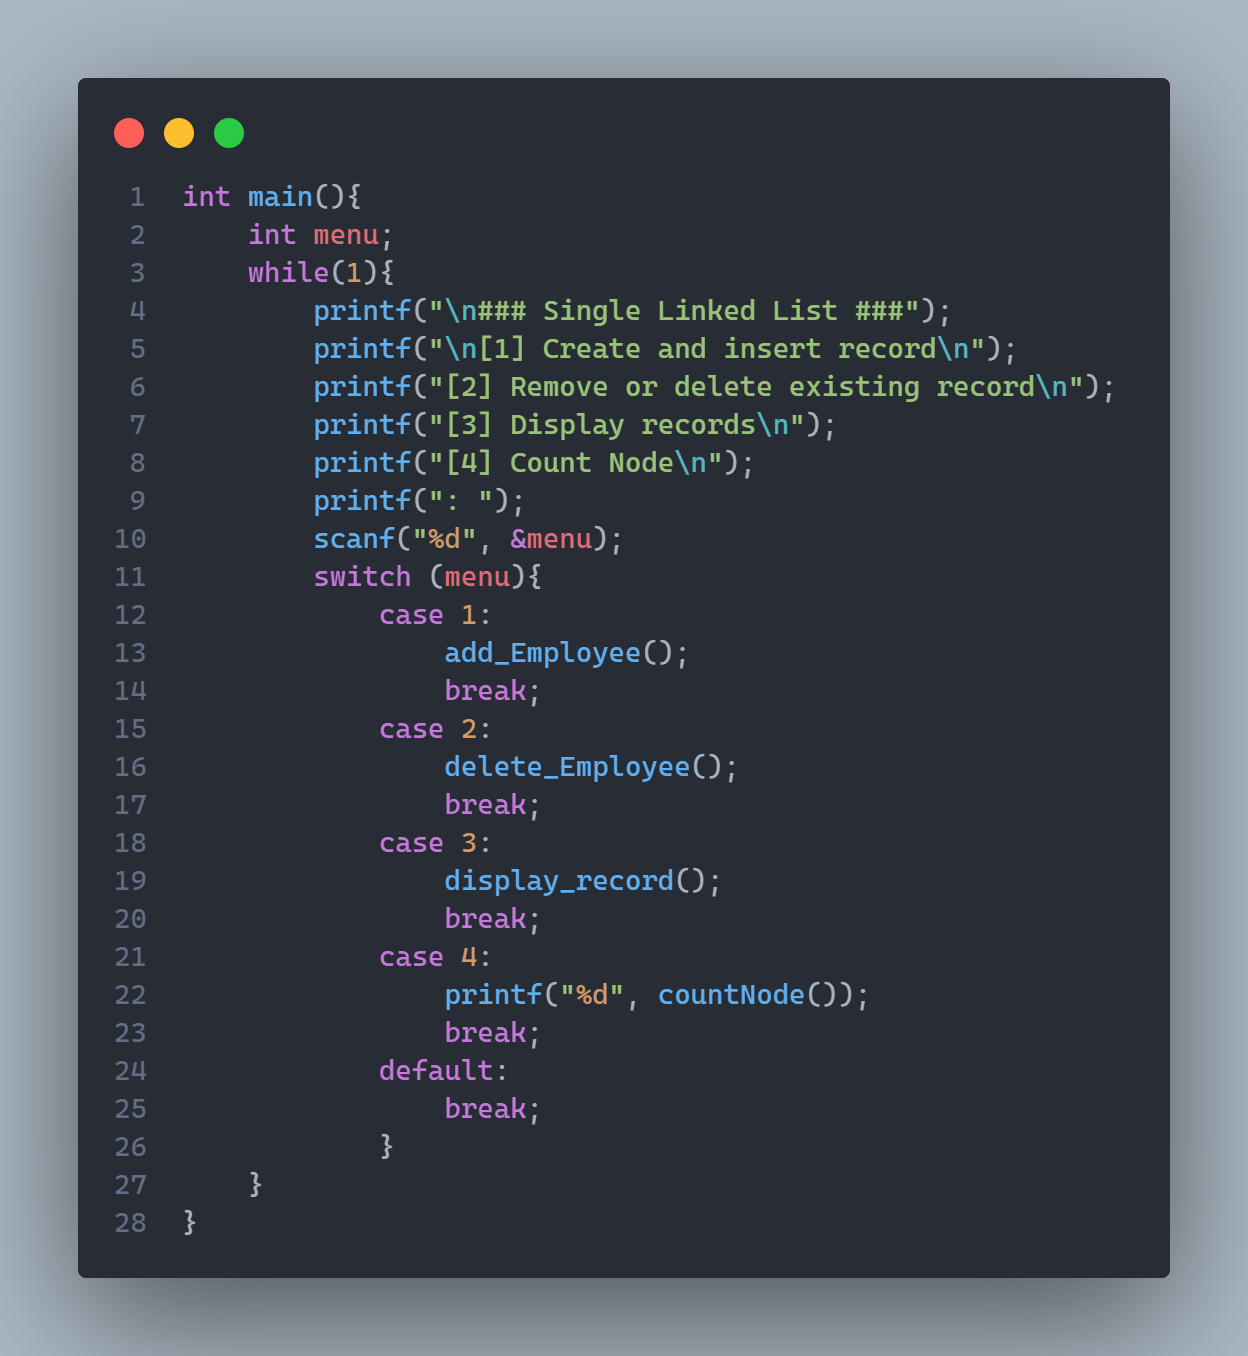 1 int main(){
2     int menu;
3     while(1){
4         printf("\n### Single Linked List ###");
5         printf("\n[1] Create and insert record\n");
6         printf("[2] Remove or delete existing record\n");
7         printf("[3] Display records\n");
8         printf("[4] Count Node\n");
9         printf(": ");
10         scanf("%d", &menu);
11         switch (menu){
12             case 1:
13                 add_Employee();
14                 break;
15             case 2:
16                 delete_Employee();
17                 break;
18             case 3:
19                 display_record();
20                 break;
21             case 4:
22                 printf("%d", countNode());
23                 break;
24             default:
25                 break;
26             }
27     }
28 }